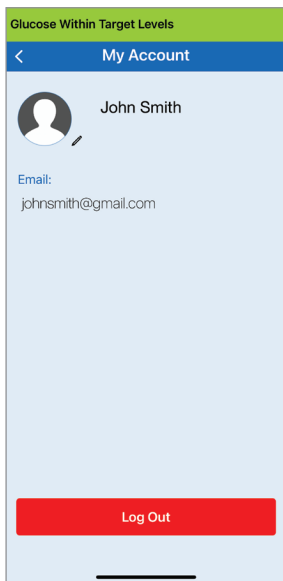 Glucose Within Target Levels
My Account
John Smith
Email:
johnsmith@gmail.com
Log Out